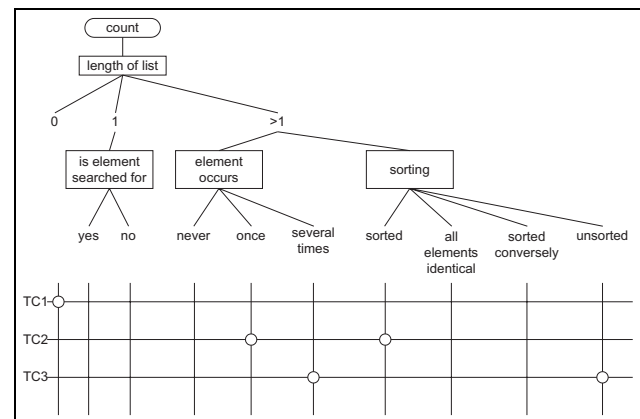 count
length of list
0 1 >1
is element
searched for
element
occurs
sorting
yes no never once several
times
sorted all
elements
identical
sorted
conversely
unsorted
TC1
TC2
TC3